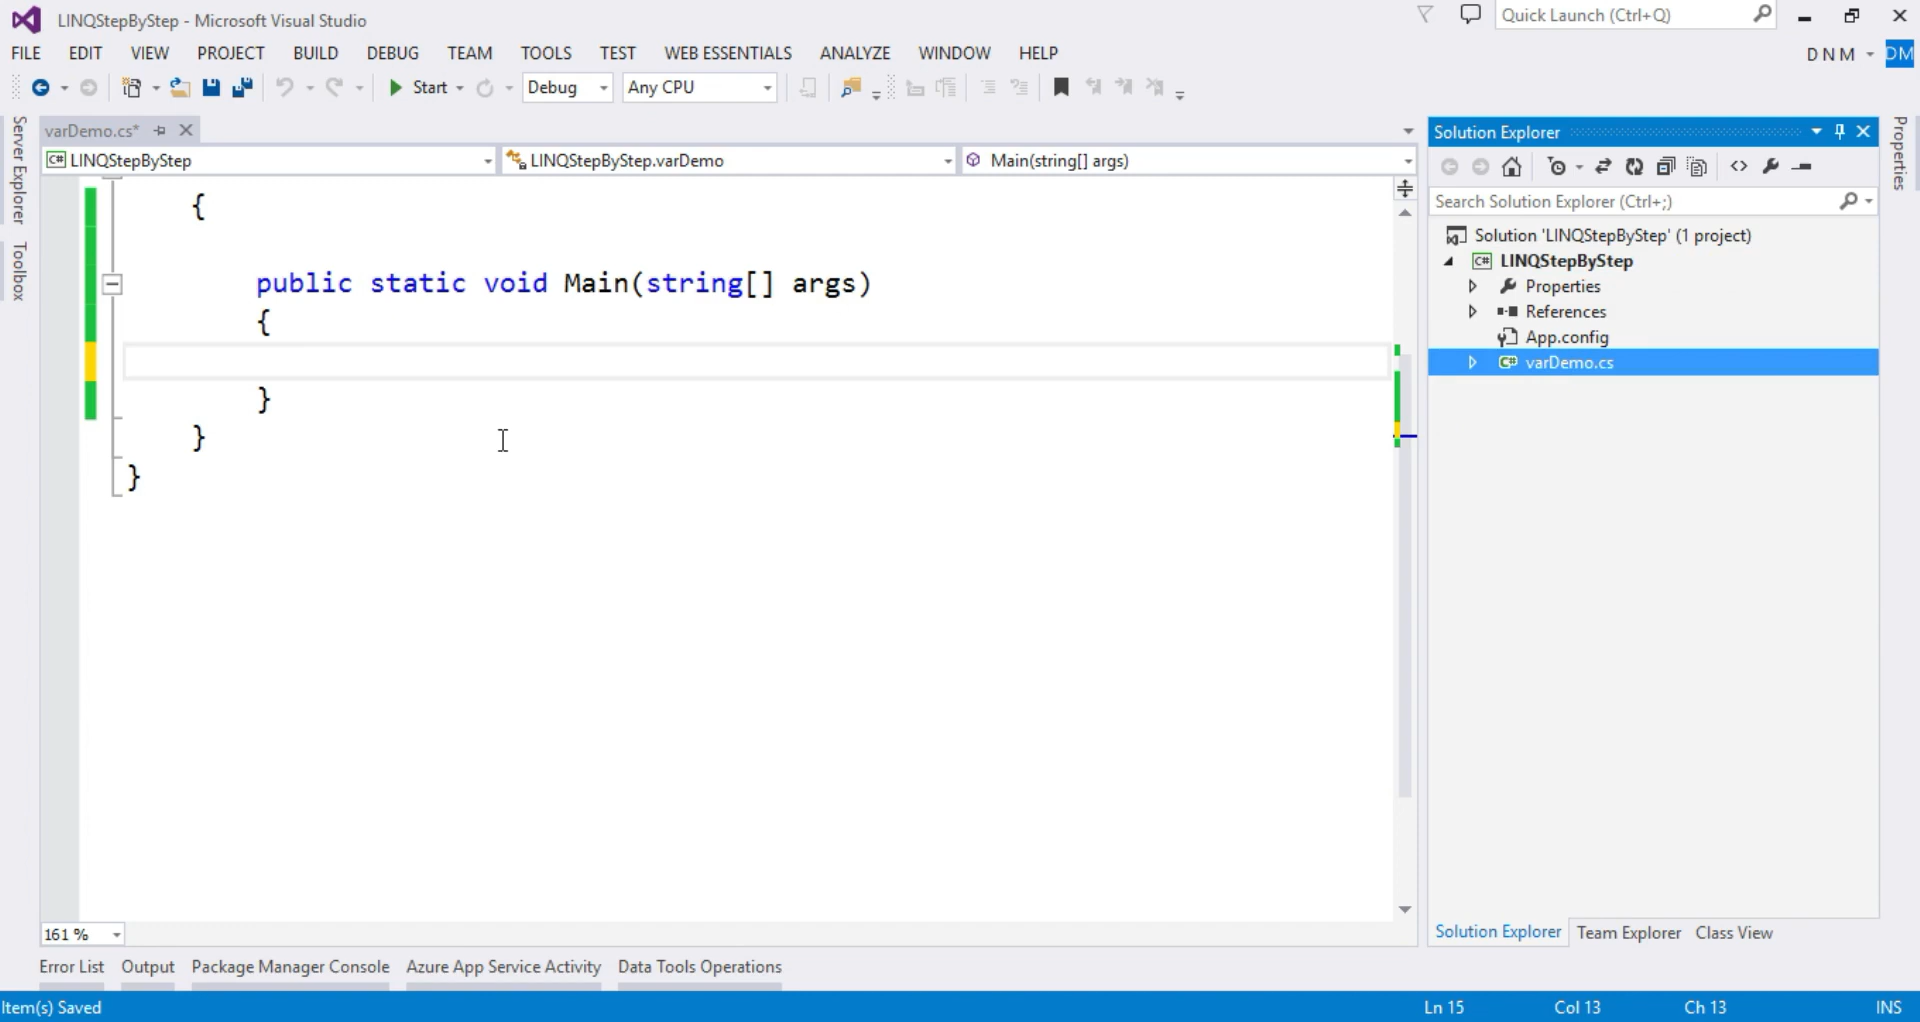 LINQStepByStep - Microsoft Visual Studio
Quick Launch (Ctrl+Q)
FILE EDIT VIEW PROJECT BUILD DEBUG TEAM TOOLS TEST WEB ESSENTIALS ANALYZE WINDOW HELP
D N M DM
Start Debug Any CPU
Server Explorer
Toolbox
varDemo.cs*
C# LINQStepByStep LINQStepByStep.varDemo Main(string[] args)
{
public static void Main(string[] args)
{
}
}
}
161 %
Solution Explorer
Search Solution Explorer (Ctrl+;)
Solution 'LINQStepByStep' (1 project)
C# LINQStepByStep
Properties
References
App.config
C# varDemo.cs
Solution Explorer Team Explorer Class View
Properties
Error List Output Package Manager Console Azure App Service Activity Data Tools Operations
Item(s) Saved Ln 15 Col 13 Ch 13 INS